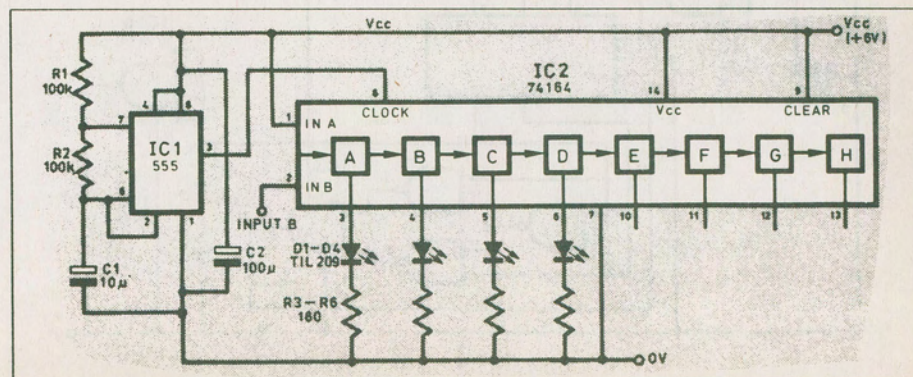 Vcc
Vcc
(+6V)
R1
100k
IC2
74164
4
8
8
14
9
CLOCK
Vcc
CLEAR
7
IC1
555
3
1
IN A
A
B
C
D
E
F
G
H
R2
100k
6
2
1
2
IN B
INPUT B
3
4
5
6
7
10
11
12
13
C1
10μ
C2
100μ
D1-D4
TIL 209
R3-R6
160
0V